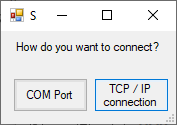 S
How do you want to connect?
COM Port
TCP / IP
connection